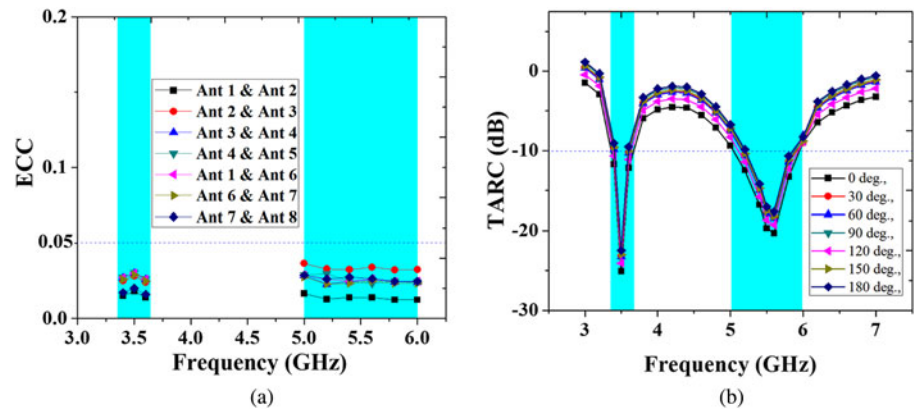 0.2
0.1
0.05
0.0
ECC
Ant 1 & Ant 2
Ant 2 & Ant 3
Ant 3 & Ant 4
Ant 4 & Ant 5
Ant 1 & Ant 6
Ant 6 & Ant 7
Ant 7 & Ant 8
3.0 3.5 4.0 4.5 5.0 5.5 6.0
Frequency (GHz)
(a)
0
-10
-20
-30
TARC (dB)
0 deg.,
30 deg.,
60 deg.,
90 deg.,
120 deg.,
150 deg.,
180 deg.,
3 4 5 6 7
Frequency (GHz)
(b)